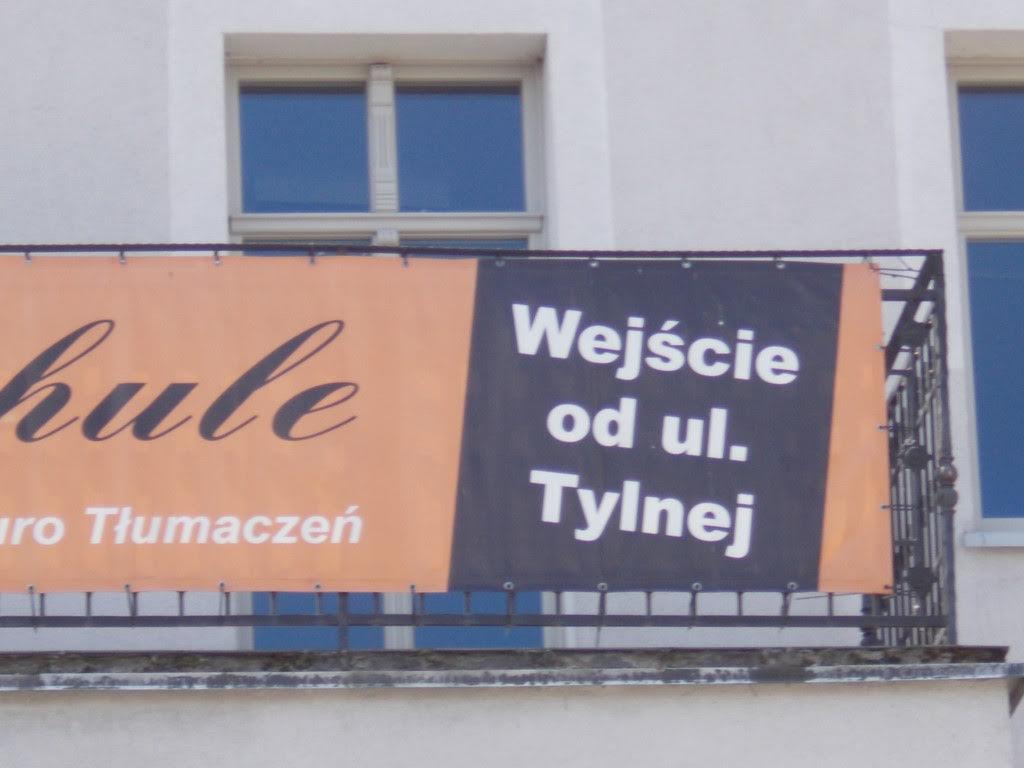 hule
uro Tłumaczeń
Wejście
od ul.
Tylnej